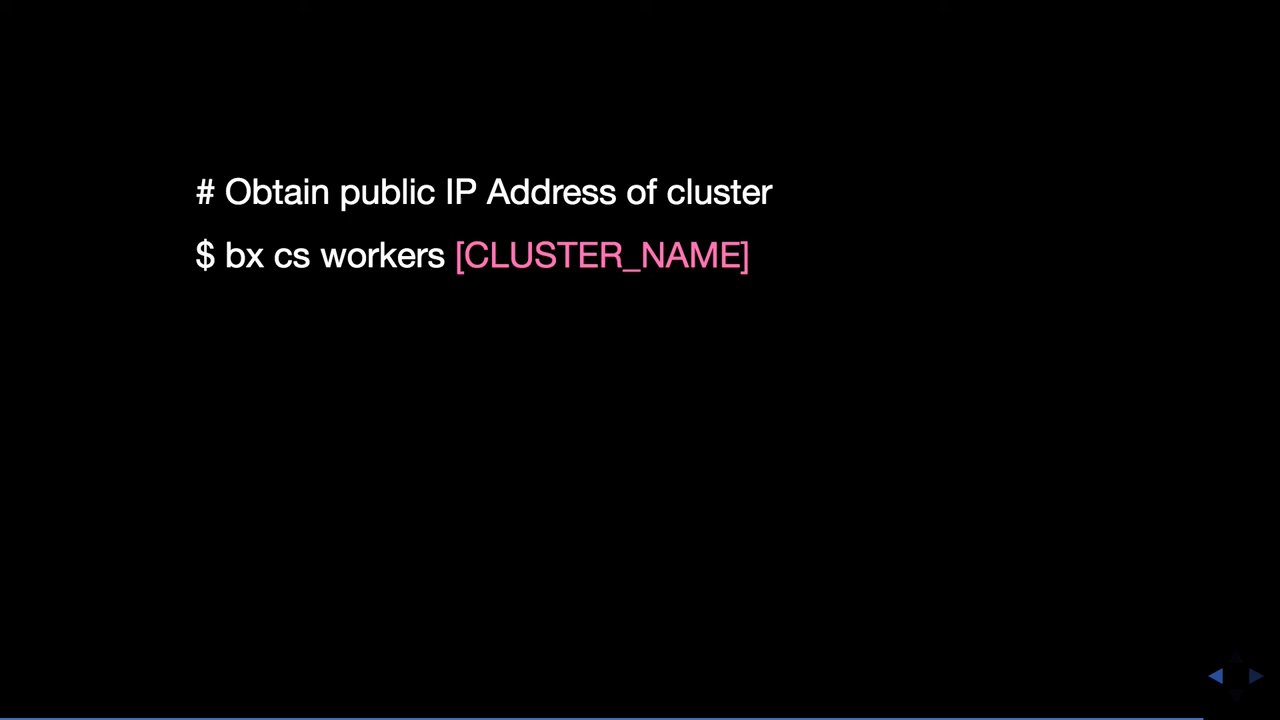 # Obtain public IP Address of cluster
$ bx cs workers [CLUSTER_NAME]